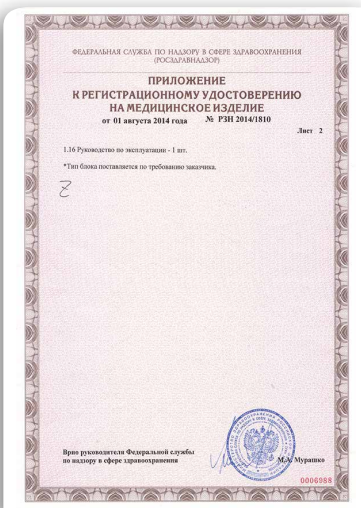 ФЕДЕРАЛЬНАЯ СЛУЖБА ПО НАДЗОРУ В СФЕРЕ ЗДРАВООХРАНЕНИЯ
(РОСЗДРАВНАДЗОР)
ПРИЛОЖЕНИЕ
К РЕГИСТРАЦИОННОМУ УДОСТОВЕРЕНИЮ
НА МЕДИЦИНСКОЕ ИЗДЕЛИЕ
от 01 августа 2014 года № РЗН 2014/1810
Лист 2
1.16 Руководство по эксплуатации - 1 шт.
*Тип блока поставляется по требованию заказчика.
Врио руководителя Федеральной службы
по надзору в сфере здравоохранения
М.А. Мурашко
0006988